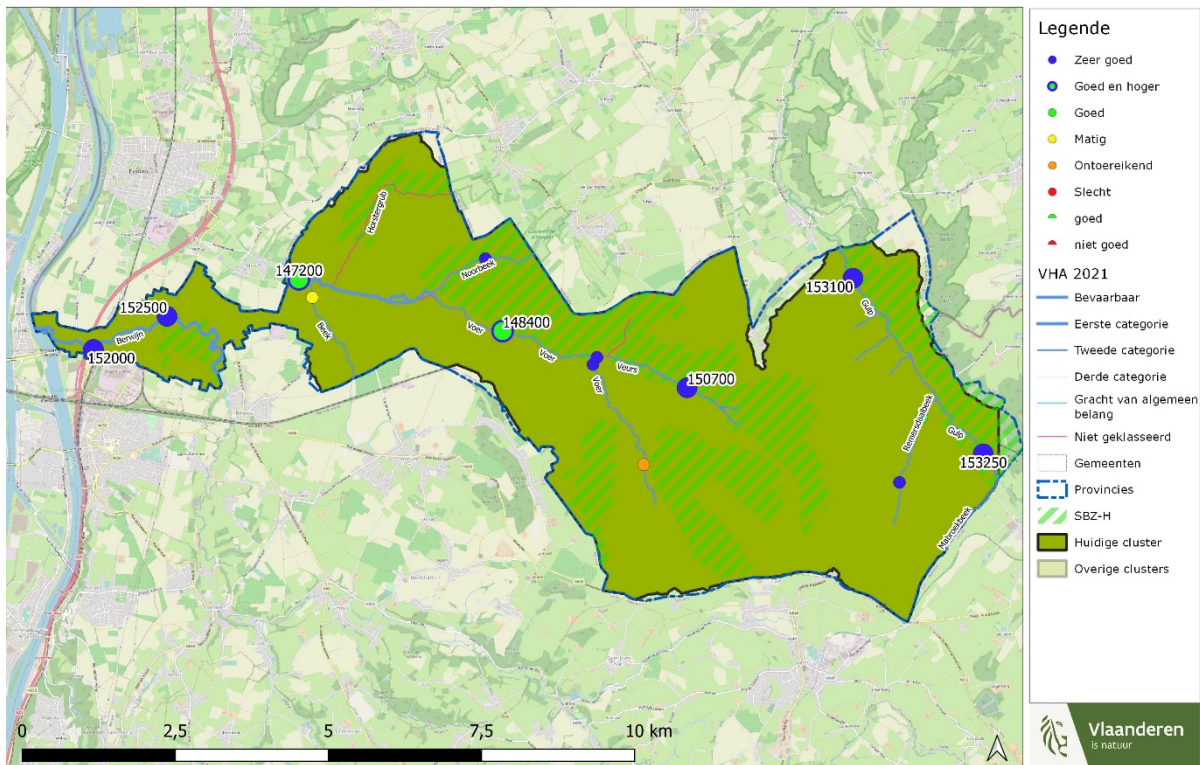 Horstergrub
Noorbeek
147200
153100
152500
148400
Gulp
Berwijn
Voer
152000
Beek
Voer
Veurs
150700
Voer
Remersdaalbeek
Gulp
153250
Mabroekbeek
0 2,5 5 7,5 10 km
Legende
Zeer goed
Goed en hoger
Goed
Matig
Ontoereikend
Slecht
goed
niet goed
VHA 2021
Bevaarbaar
Eerste categorie
Tweede categorie
Derde categorie
Gracht van algemeen
belang
Niet geklasseerd
Gemeenten
Provincies
SBZ-H
Huidige cluster
Overige clusters
Vlaanderen
is natuur